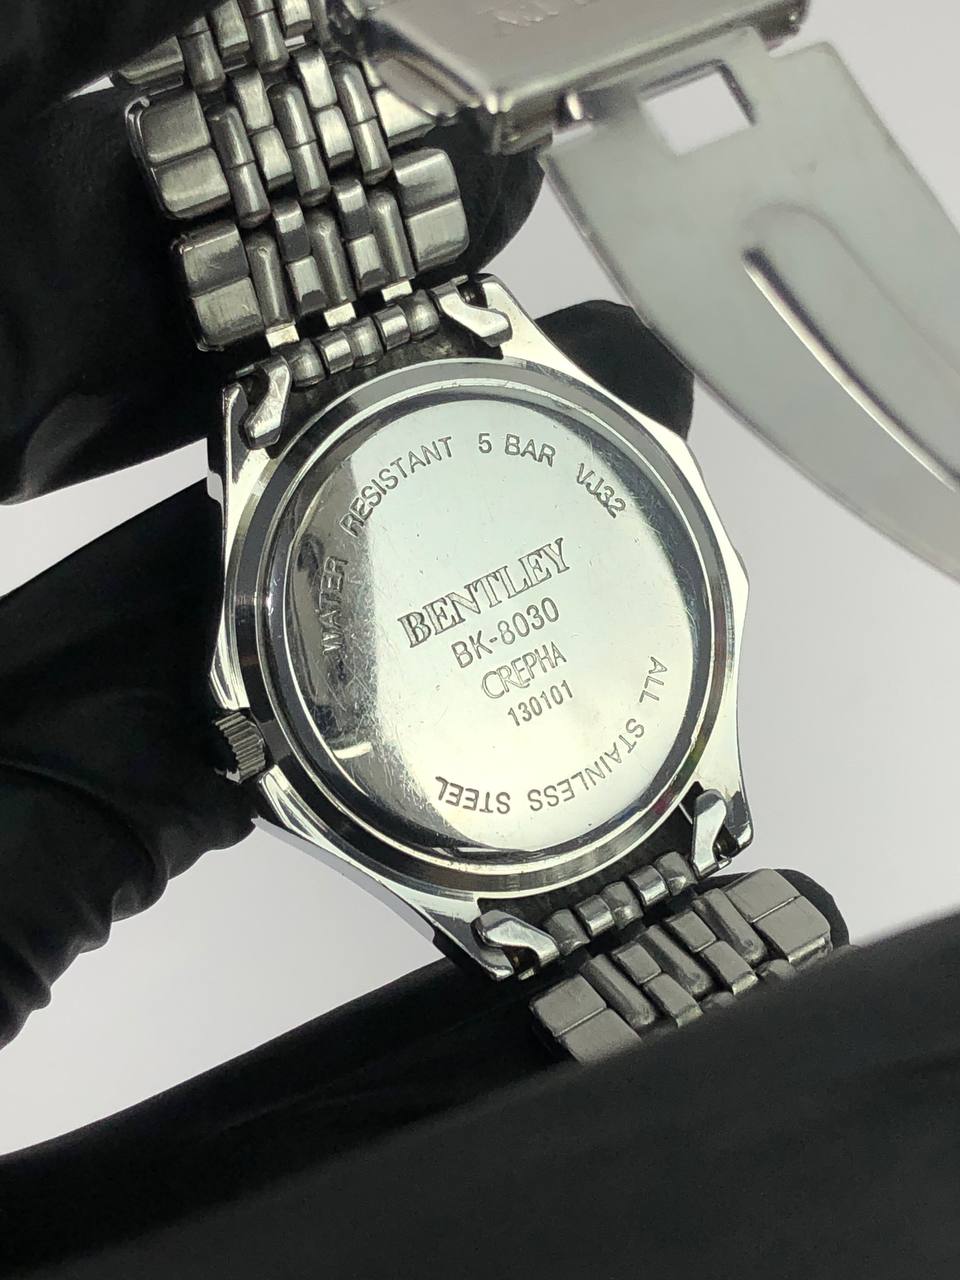 WATER RESISTANT 5 BAR VJ32
BENTLEY
BK-8030
CREPHA
130101
ALL STAINLESS STEEL